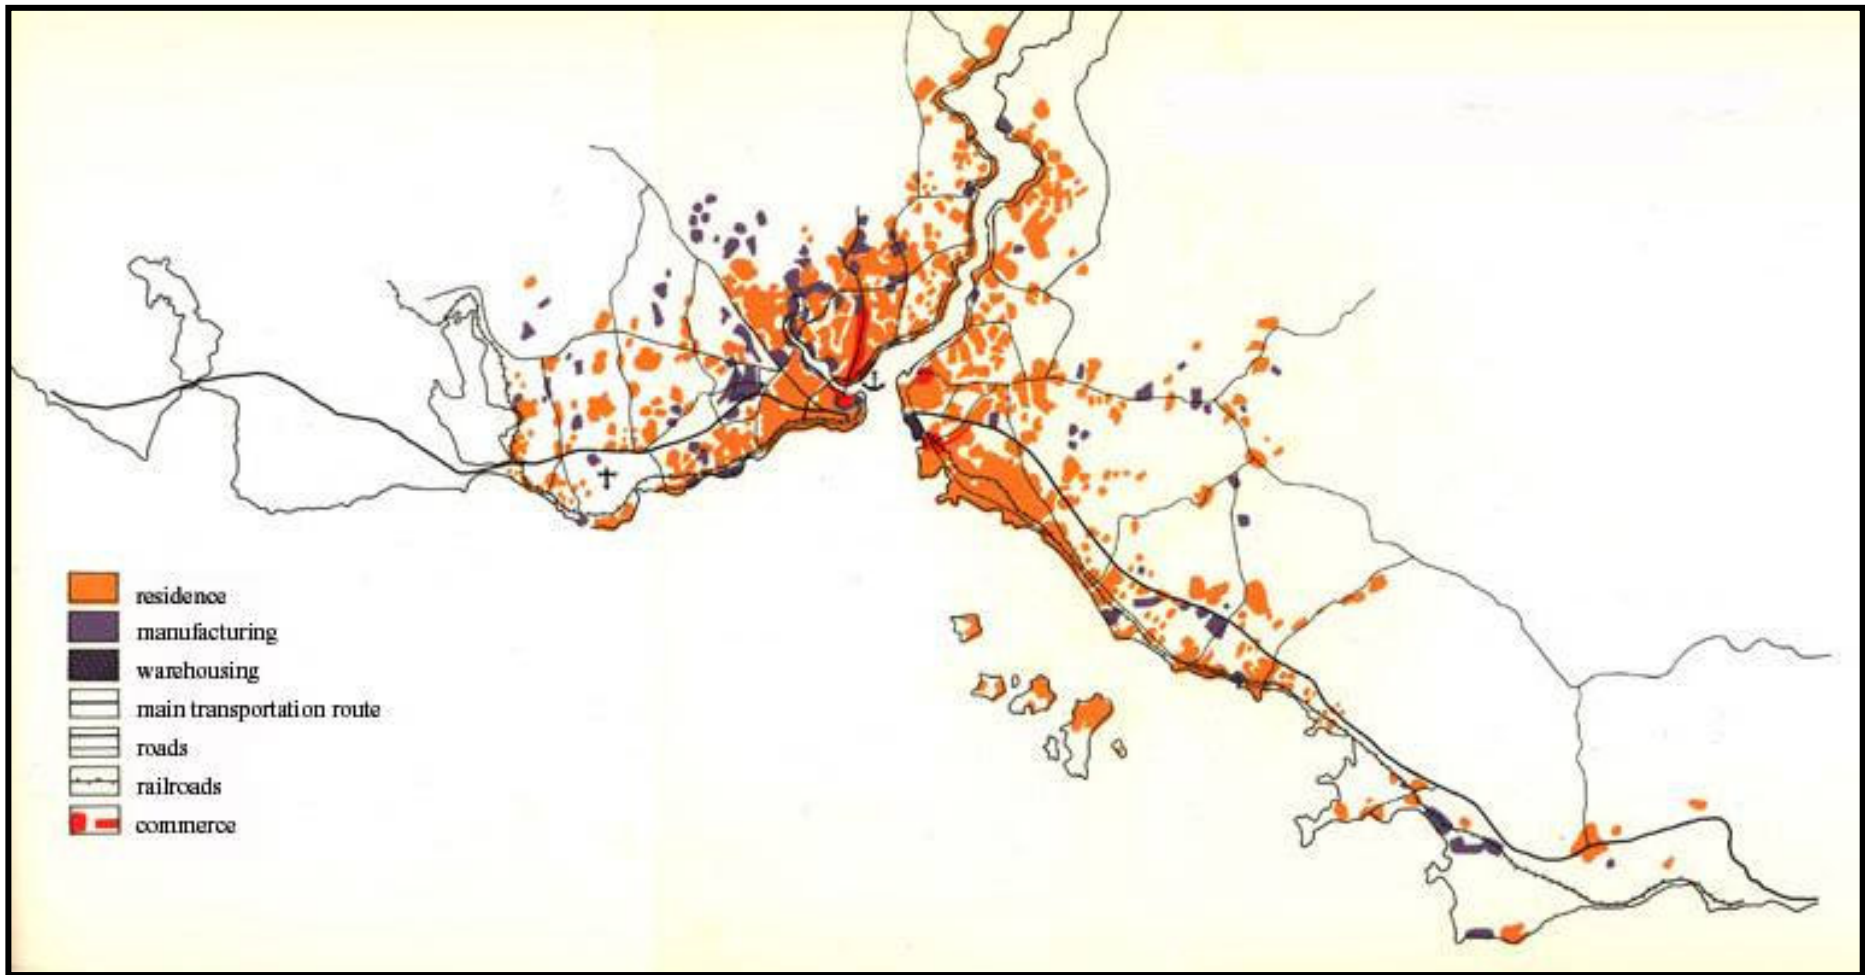 residence
manufacturing
warehousing
main transportation route
roads
railroads
commerce